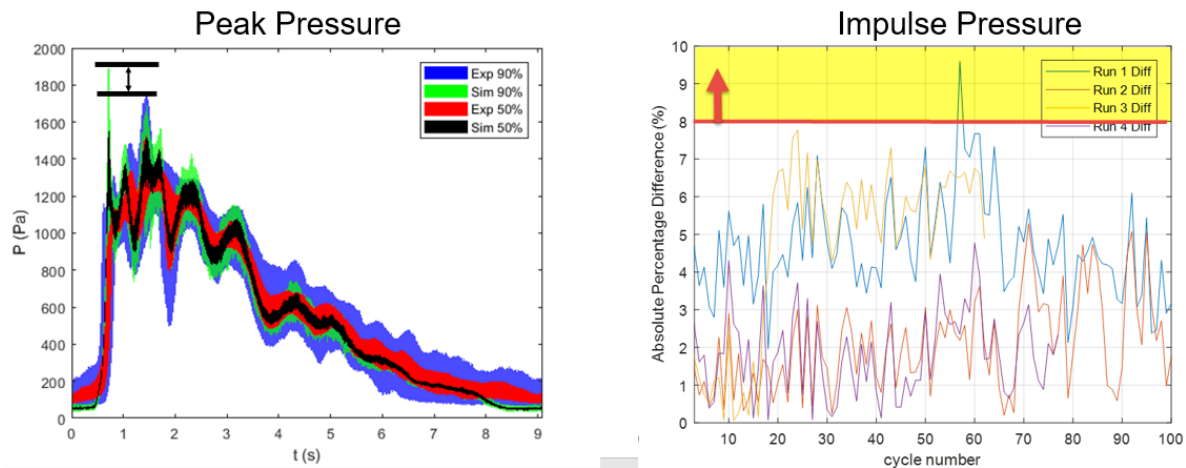 Peak Pressure
2000
1800
1600
1400
1200
1000
800
600
400
200
0
P (Pa)
0 1 2 3 4 5 6 7 8 9
t (s)
Exp 90%
Sim 90%
Exp 50%
Sim 50%
Impulse Pressure
10
9
8
7
6
5
4
3
2
1
0
Absolute Percentage Difference (%)
10 20 30 40 50 60 70 80 90 100
cycle number
Run 1 Diff
Run 2 Diff
Run 3 Diff
Run 4 Diff